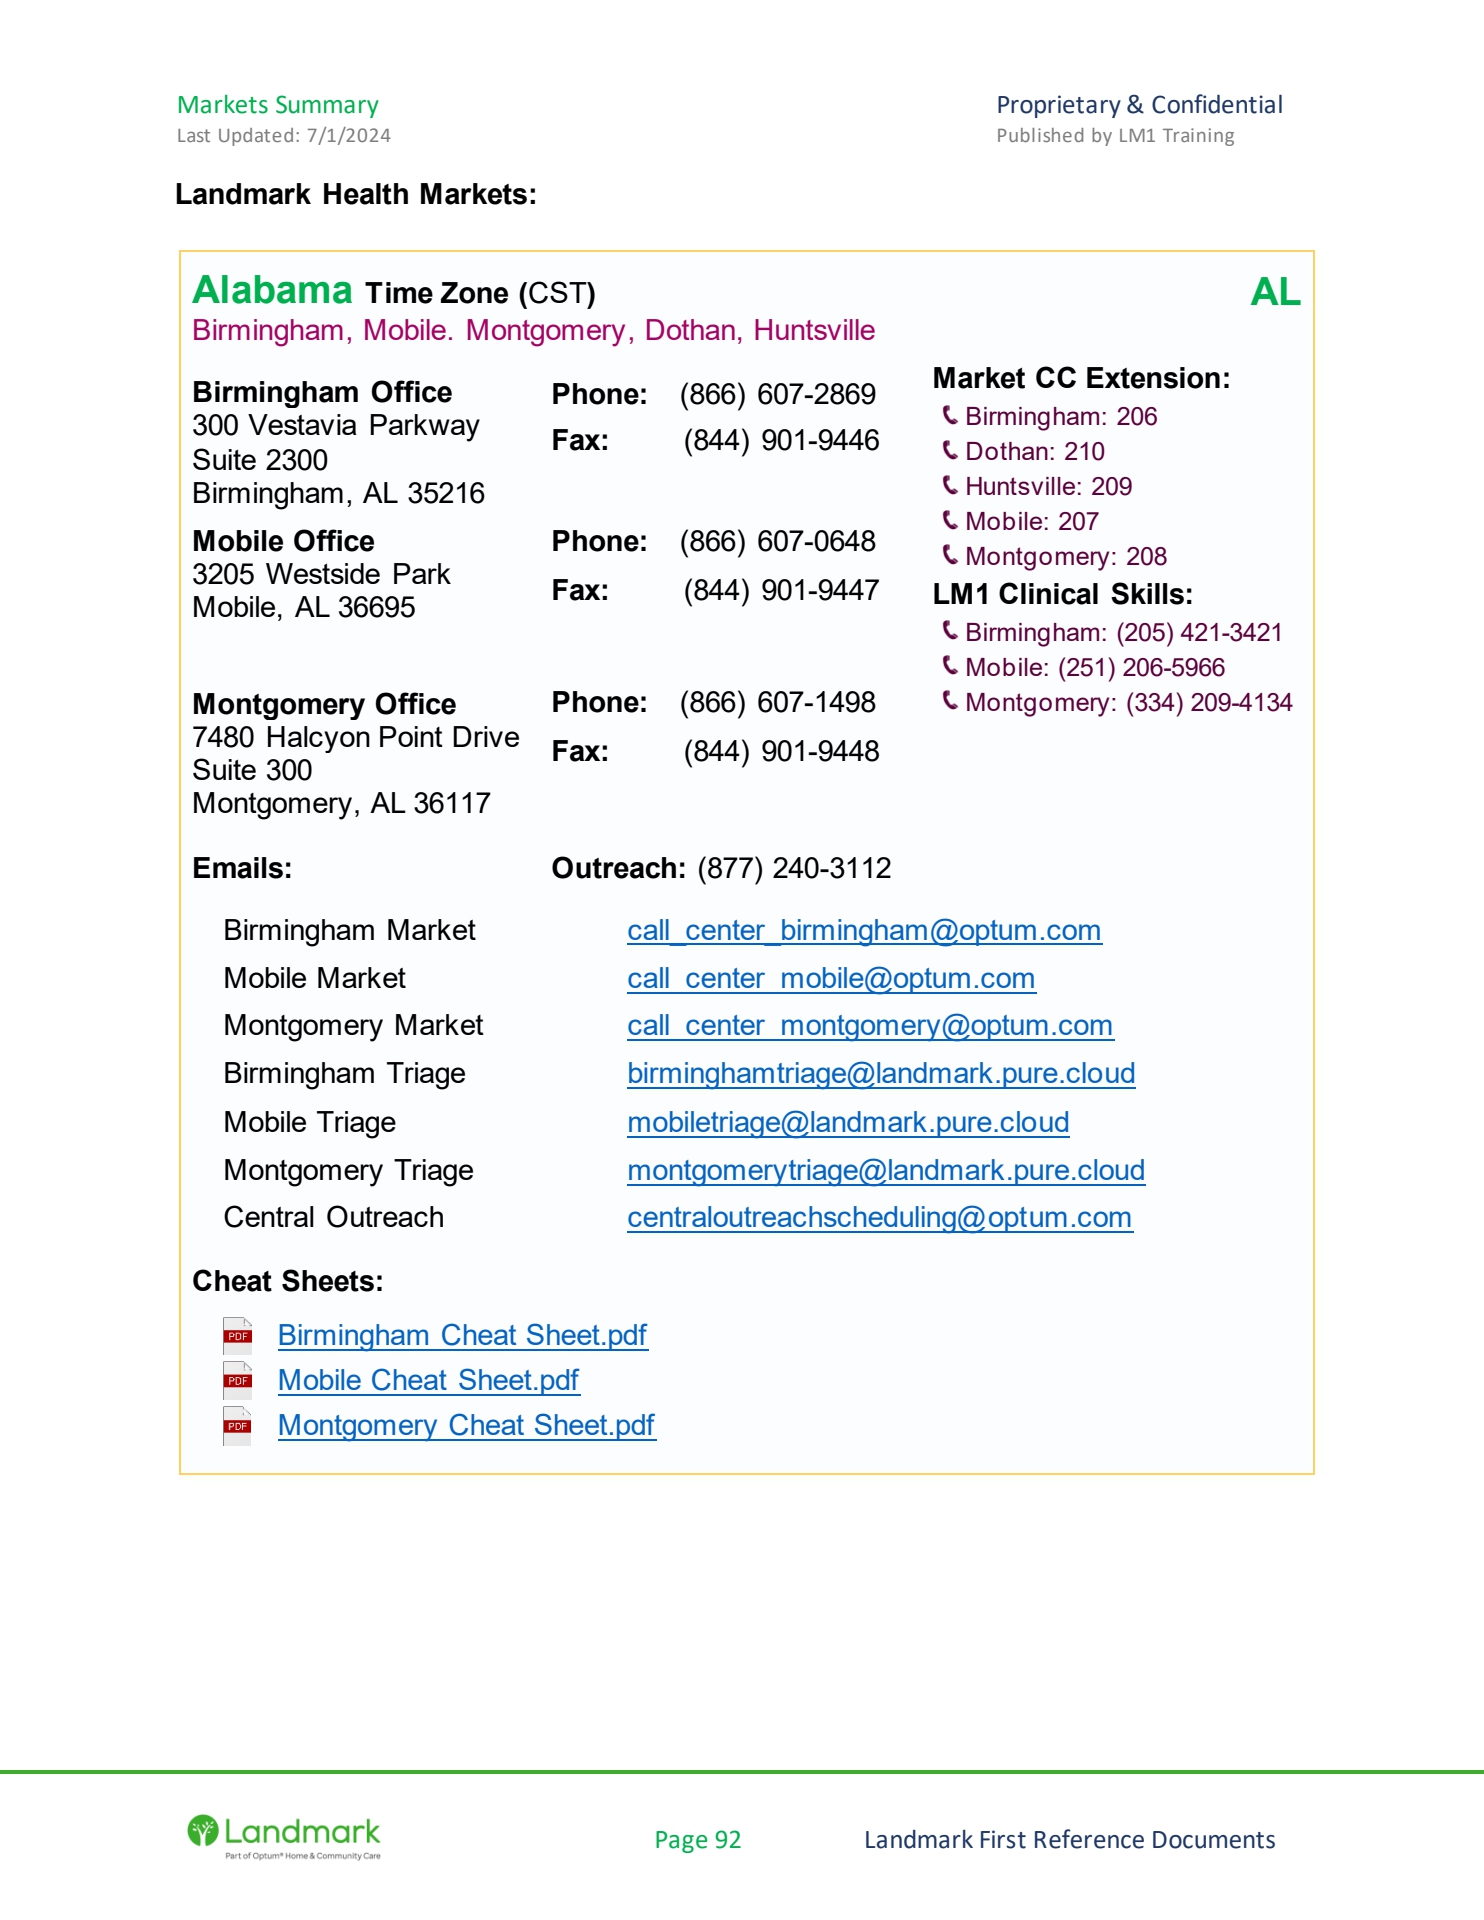 Markets Summary
Proprietary & Confidential
Last Updated: 7/1/2024
Published by LM1 Training
Landmark Health Markets:
Alabama Time Zone (CST)
AL
Birmingham, Mobile. Montgomery, Dothan, Huntsville
Birmingham Office
300 Vestavia Parkway
Suite 2300
Birmingham, AL 35216
Phone: (866) 607-2869
Fax: (844) 901-9446
Mobile Office
3205 Westside Park
Mobile, AL 36695
Phone: (866) 607-0648
Fax: (844) 901-9447
Montgomery Office
7480 Halcyon Point Drive
Suite 300
Montgomery, AL 36117
Phone: (866) 607-1498
Fax: (844) 901-9448
Market CC Extension:
Birmingham: 206
Dothan: 210
Huntsville: 209
Mobile: 207
Montgomery: 208
LM1 Clinical Skills:
Birmingham: (205) 421-3421
Mobile: (251) 206-5966
Montgomery: (334) 209-4134
Emails:
Outreach: (877) 240-3112
Birmingham Market call_center_birmingham@optum.com
Mobile Market call_center_mobile@optum.com
Montgomery Market call_center_montgomery@optum.com
Birmingham Triage birminghamtriage@landmark.pure.cloud
Mobile Triage mobiletriage@landmark.pure.cloud
Montgomery Triage montgomerytriage@landmark.pure.cloud
Central Outreach centraloutreachscheduling@optum.com
Cheat Sheets:
PDF Birmingham Cheat Sheet.pdf
PDF Mobile Cheat Sheet.pdf
PDF Montgomery Cheat Sheet.pdf
Landmark
Part of Optum® Home & Community Care
Page 92
Landmark First Reference Documents